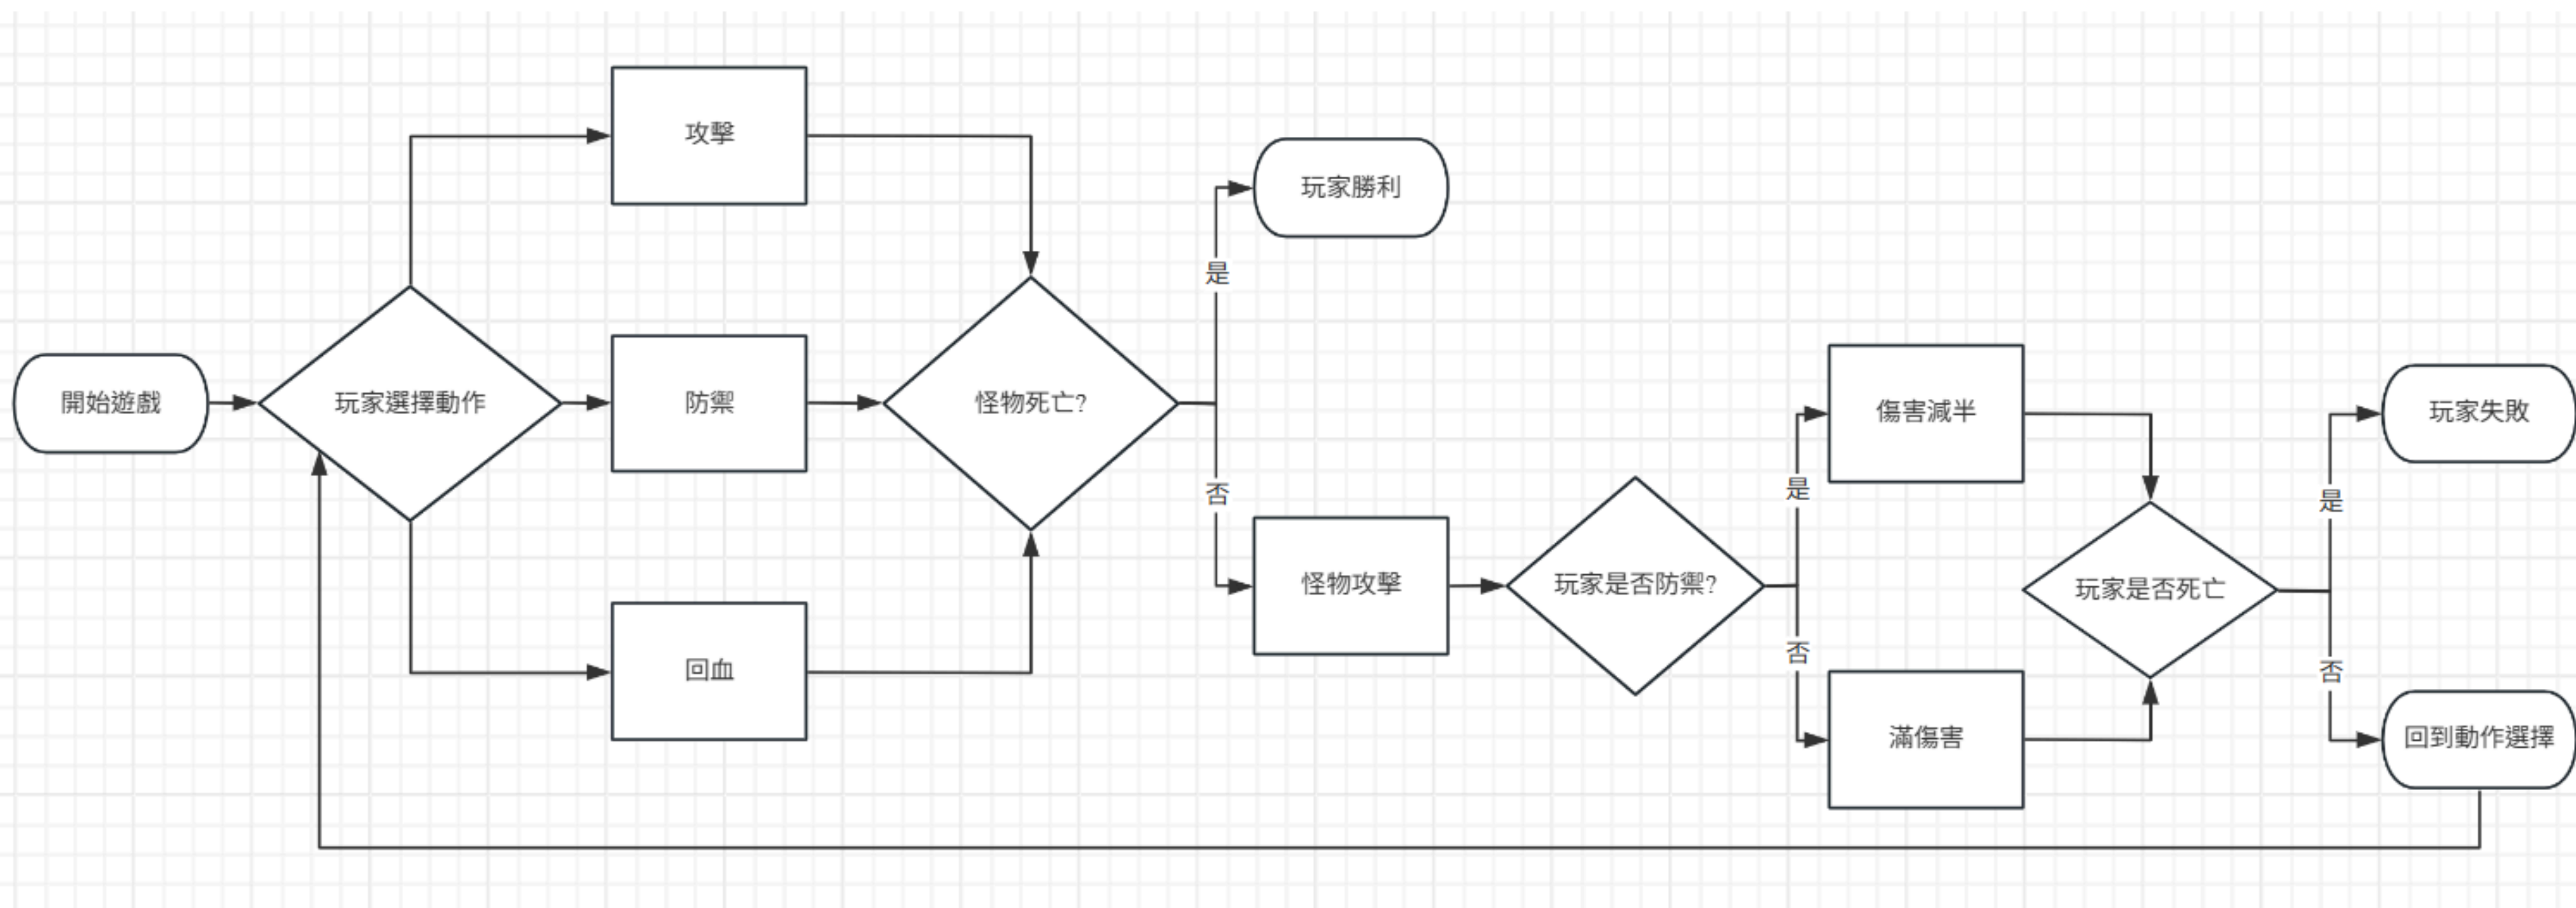 開始遊戲
玩家選擇動作
攻擊
防禦
回血
怪物死亡?
是
否
玩家勝利
怪物攻擊
玩家是否防禦?
是
否
傷害減半
滿傷害
玩家是否死亡
是
否
玩家失敗
回到動作選擇